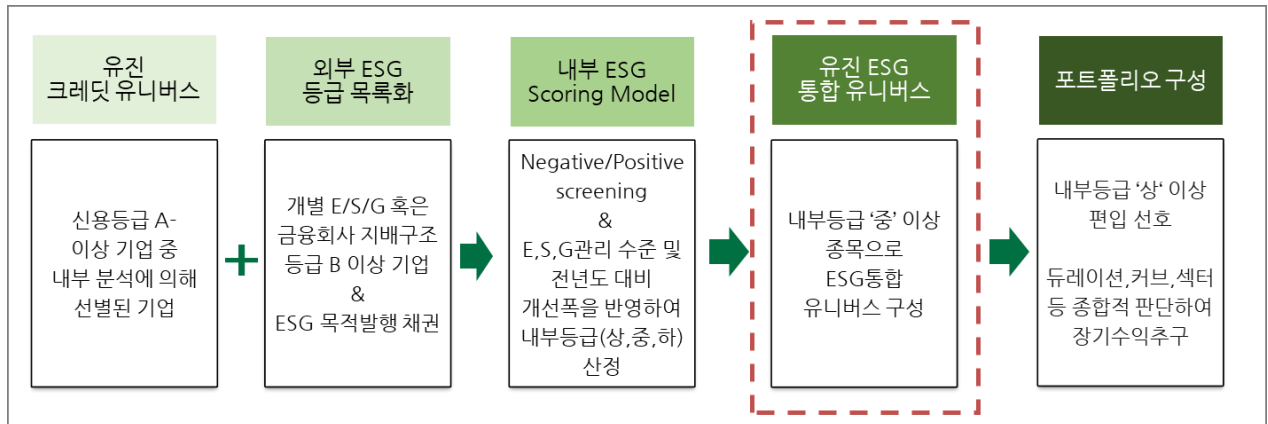 유진
크레딧 유니버스
외부 ESG
등급 목록화
내부 ESG
Scoring Model
유진 ESG
통합 유니버스
포트폴리오 구성
신용등급 A-
이상 기업 중
내부 분석에 의해
선별된 기업
+
개별 E/S/G 혹은
금융회사 지배구조
등급 B 이상 기업
&
ESG 목적발행 채권
Negative/Positive
screening
&
E,S,G관리 수준 및
전년도 대비
개선폭을 반영하여
내부등급(상,중,하)
산정
내부등급 ‘중’ 이상
종목으로
ESG통합
유니버스 구성
내부등급 ‘상‘ 이상
편입 선호
듀레이션,커브,섹터
등 종합적 판단하여
장기수익추구